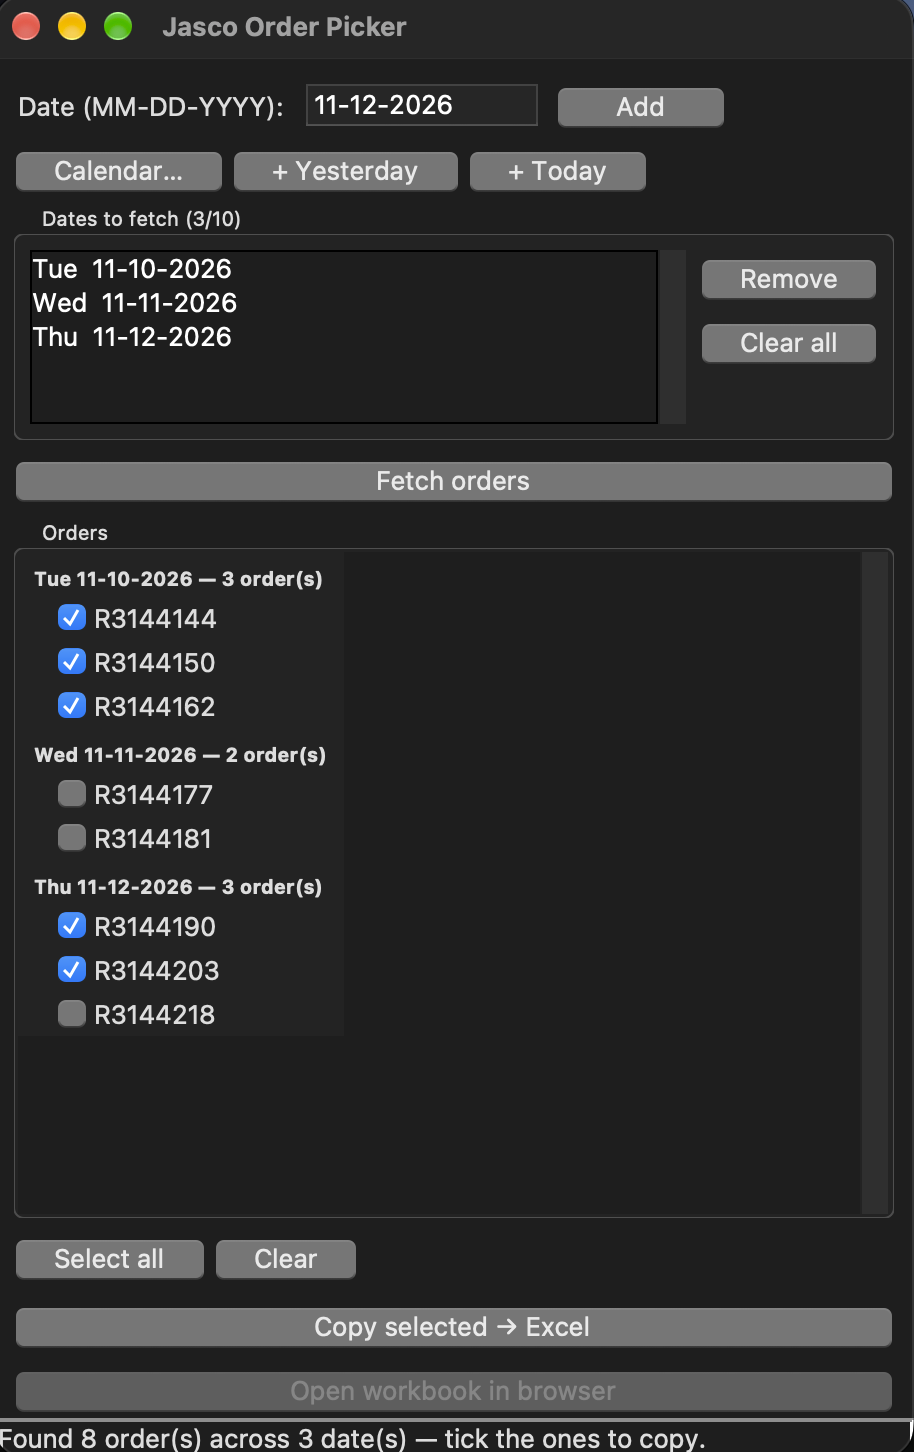 Jasco Order Picker
Date (MM-DD-YYYY): 11-12-2026 Add
Calendar... + Yesterday + Today
Dates to fetch (3/10)
Tue 11-10-2026 Remove
Wed 11-11-2026
Thu 11-12-2026 Clear all
Fetch orders
Orders
Tue 11-10-2026 — 3 order(s)
R3144144
R3144150
R3144162
Wed 11-11-2026 — 2 order(s)
R3144177
R3144181
Thu 11-12-2026 — 3 order(s)
R3144190
R3144203
R3144218
Select all Clear
Copy selected → Excel
Open workbook in browser
Found 8 order(s) across 3 date(s) — tick the ones to copy.